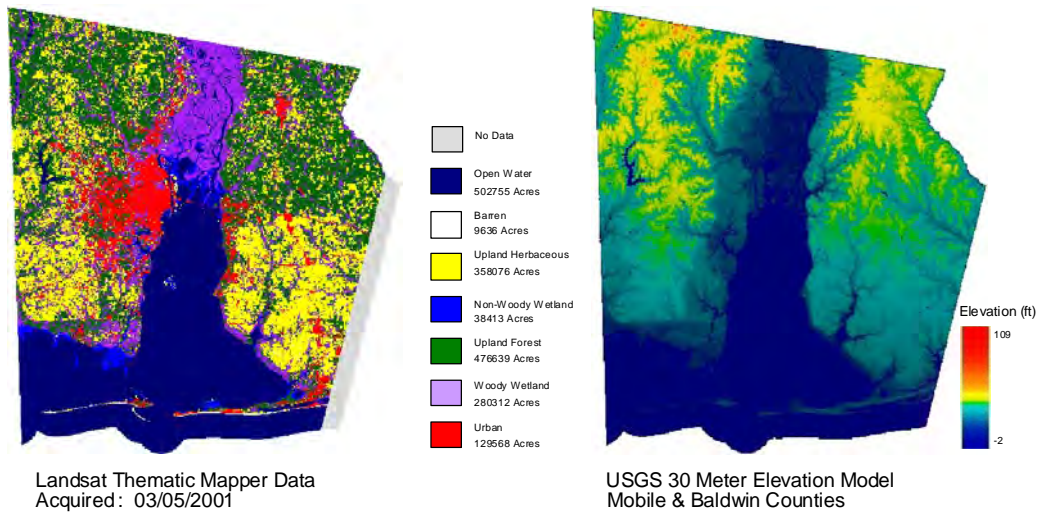 No Data
Open Water
502755 Acres
Barren
9636 Acres
Upland Herbaceous
358076 Acres
Non-Woody Wetland
38413 Acres
Upland Forest
476639 Acres
Woody Wetland
280312 Acres
Urban
129568 Acres
Elevation (ft)
109
-2
Landsat Thematic Mapper Data
Acquired: 03/05/2001
USGS 30 Meter Elevation Model
Mobile & Baldwin Counties